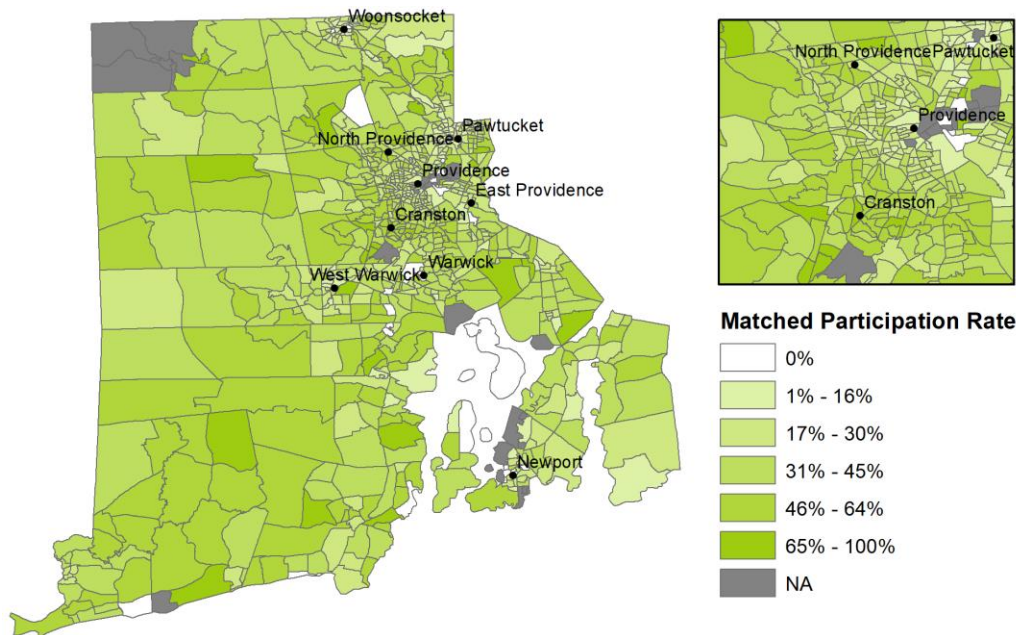 Woonsocket
North Providence
Pawtucket
Providence
East Providence
Cranston
West Warwick
Warwick
Newport
North Providence Pawtucket
Providence
Cranston
Matched Participation Rate
0%
1% - 16%
17% - 30%
31% - 45%
46% - 64%
65% - 100%
NA